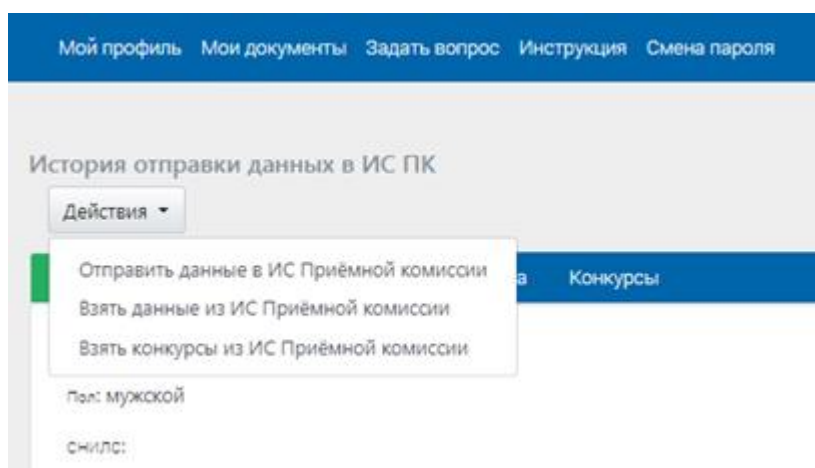 Мой профиль Мои документы Задать вопрос Инструкция Смена пароля
История отправки данных в ИС ПК
Действия
Отправить данные в ИС Приёмной комиссии
а Конкурсы
Взять данные из ИС Приёмной комиссии
Взять конкурсы из ИС Приёмной комиссии
Пол: мужской
СНИЛС: